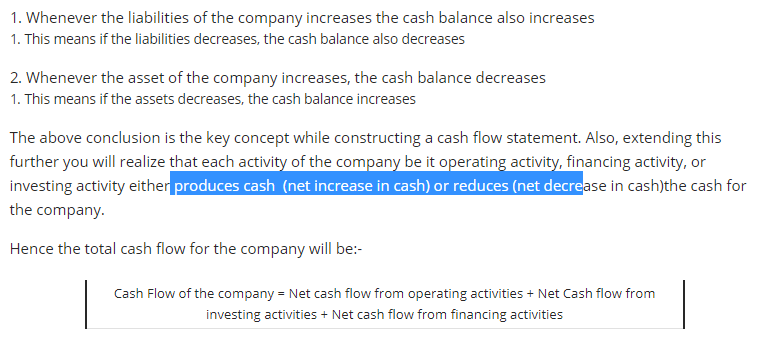 1. Whenever the liabilities of the company increases the cash balance also increases
1. This means if the liabilities decreases, the cash balance also decreases
2. Whenever the asset of the company increases, the cash balance decreases
1. This means if the assets decreases, the cash balance increases
The above conclusion is the key concept while constructing a cash flow statement. Also, extending this
further you will realize that each activity of the company be it operating activity, financing activity, or
investing activity either produces cash  (net increase in cash) or reduces (net decrease in cash)the cash for
the company.
Hence the total cash flow for the company will be:-
Cash Flow of the company = Net cash flow from operating activities + Net Cash flow from
investing activities + Net cash flow from financing activities